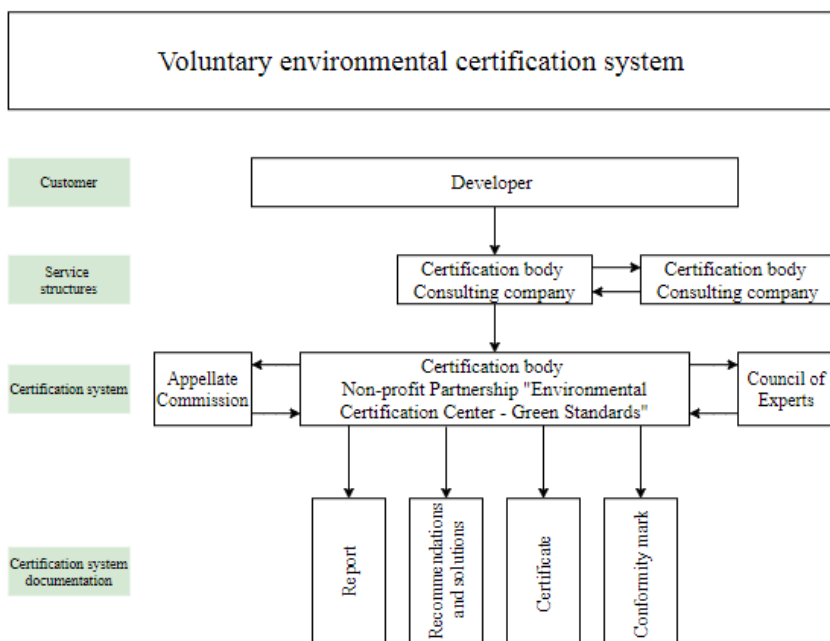 Voluntary environmental certification system
Customer
Developer
Service
structures
Certification body
Consulting company
Certification body
Consulting company
Certification system
Appellate
Commission
Certification body
Non-profit Partnership "Environmental
Certification Center - Green Standards"
Council of
Experts
Certification system
documentation
Report
Recommendations
and solutions
Certificate
Conformity mark